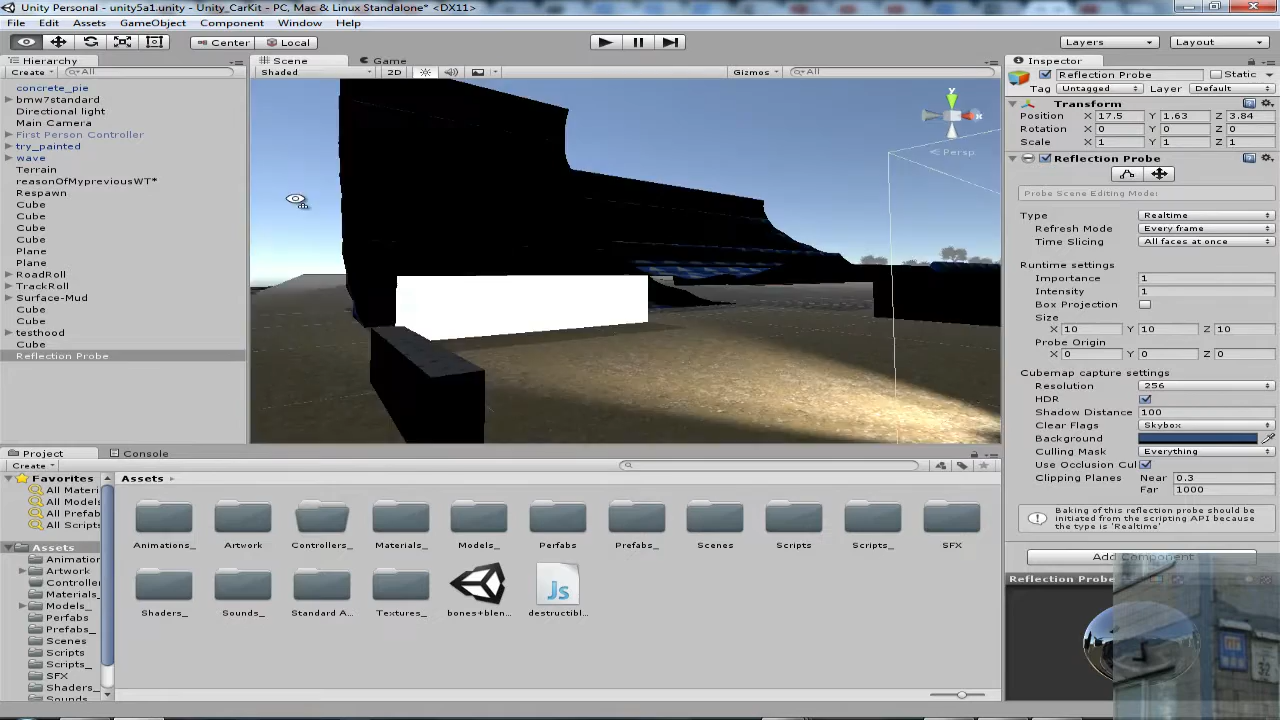 Unity Personal - unity5a1.unity - Unity_CarKit - PC, Mac & Linux Standalone* <DX11>
File Edit Assets GameObject Component Window Help
Center Local Layers Layout
Hierarchy
Create All
concrete_pie
bmw7standard
Directional light
Main Camera
First Person Controller
try_painted
wave
Terrain
reasonOfMypreviousWT*
Respawn
Cube
Cube
Cube
Cube
Plane
Plane
RoadRoll
TrackRoll
Surface-Mud
Cube
Cube
testhood
Cube
Reflection Probe
Scene Game
Shaded 2D Gizmos All
y
x
Persp
Inspector
Reflection Probe Static
Tag Untagged Layer Default
Transform
Position X 17.5 Y 1.63 Z 3.84
Rotation X 0 Y 0 Z 0
Scale X 1 Y 1 Z 1
Reflection Probe
Probe Scene Editing Mode:
Type Realtime
Refresh Mode Every frame
Time Slicing All faces at once
Runtime settings
Importance 1
Intensity 1
Box Projection
Size
X 10 Y 10 Z 10
Probe Origin
X 0 Y 0 Z 0
Cubemap capture settings
Resolution 256
HDR
Shadow Distance 100
Clear Flags Skybox
Background
Culling Mask Everything
Use Occlusion Cul
Clipping Planes Near 0.3
Far 1000
Baking of this reflection probe should be
initiated from the scripting API because
the type is 'Realtime'
Add Component
Reflection Probe
32
Project Console
Create
Favorites
All Materi
All Model
All Prefab
All Script
Assets
Animation
Artwork
Controller
Materials_
Models_
Perfabs
Prefabs_
Scenes
Scripts
Scripts_
SFX
Shaders_
Sounds
Assets
Animations_ Artwork Controllers_ Materials_ Models_ Perfabs Prefabs_ Scenes Scripts Scripts_ SFX
Js
Shaders_ Sounds_ Standard A... Textures_ bones+blen... destructibl...